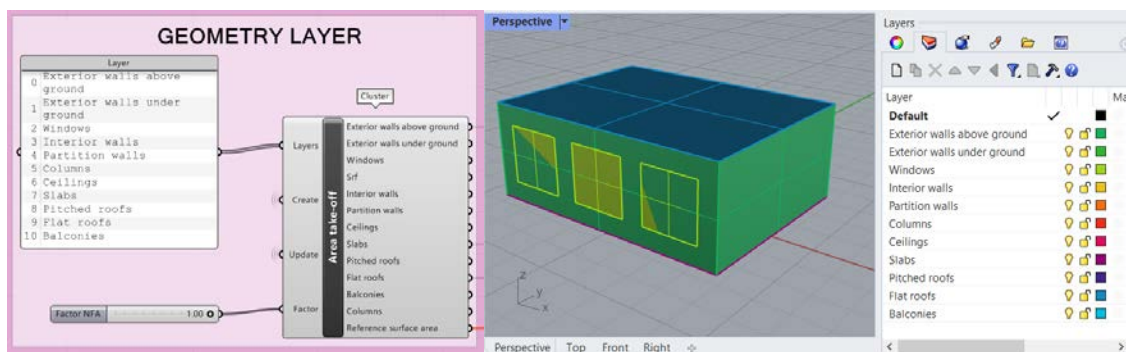 GEOMETRY LAYER
Layer
0 Exterior walls above
ground
1 Exterior walls under
ground
2 Windows
3 Interior walls
4 Partition walls
5 Columns
6 Ceilings
7 Slabs
8 Pitched roofs
9 Flat roofs
10 Balconies
Factor NFA
1.00
Cluster
Layers
Create
Update
Factor
Area take-off
Exterior walls above ground
Exterior walls under ground
Windows
Srf
Interior walls
Partition walls
Ceilings
Slabs
Pitched roofs
Flat roofs
Balconies
Columns
Reference surface area
Perspective
z
y
x
Perspective Top Front Right
Layers
Layer
Ma
Default
Exterior walls above ground
Exterior walls under ground
Windows
Interior walls
Partition walls
Columns
Ceilings
Slabs
Pitched roofs
Flat roofs
Balconies